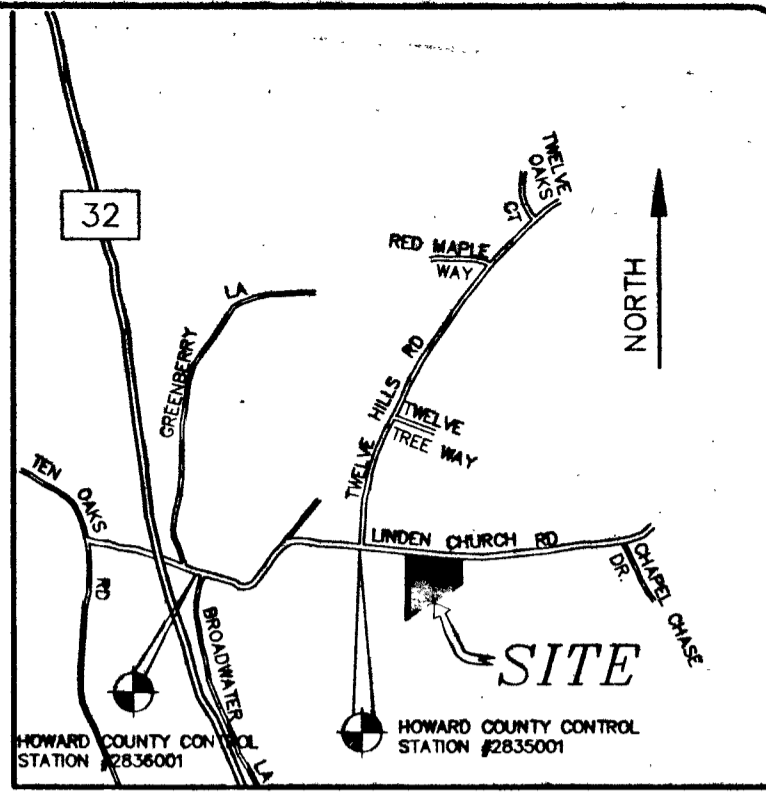 TWELVE
OAKS
CT
32
RED MAPLE
WAY
NORTH
LA
GREENBERRY
TWELVE HILLS RD
TWELVE
TREE WAY
TEN OAKS
RD
LINDEN CHURCH RD
CHAPEL CHASE
DR.
BROADWATER
LA
SITE
HOWARD COUNTY CONTROL
STATION #2836001
HOWARD COUNTY CONTROL
STATION #2835001